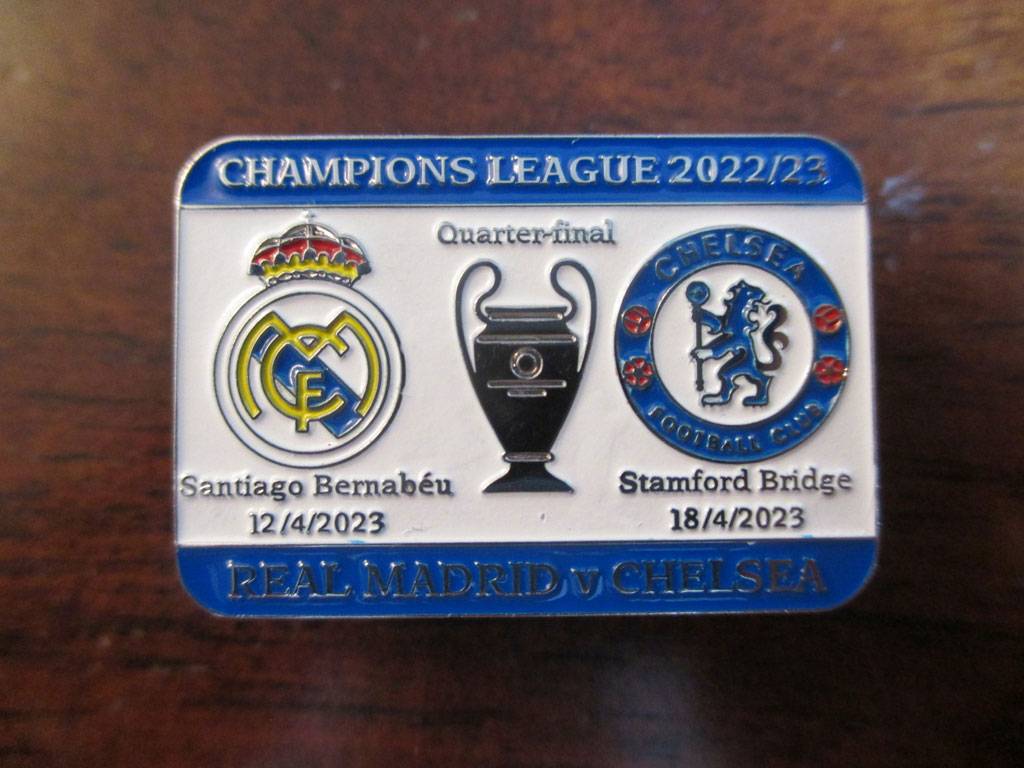 CHAMPIONS LEAGUE 2022/23
Quarter-final
CHELSEA
FOOTBALL CLUB
Santiago Bernabéu
12/4/2023
Stamford Bridge
18/4/2023
REAL MADRID v CHELSEA